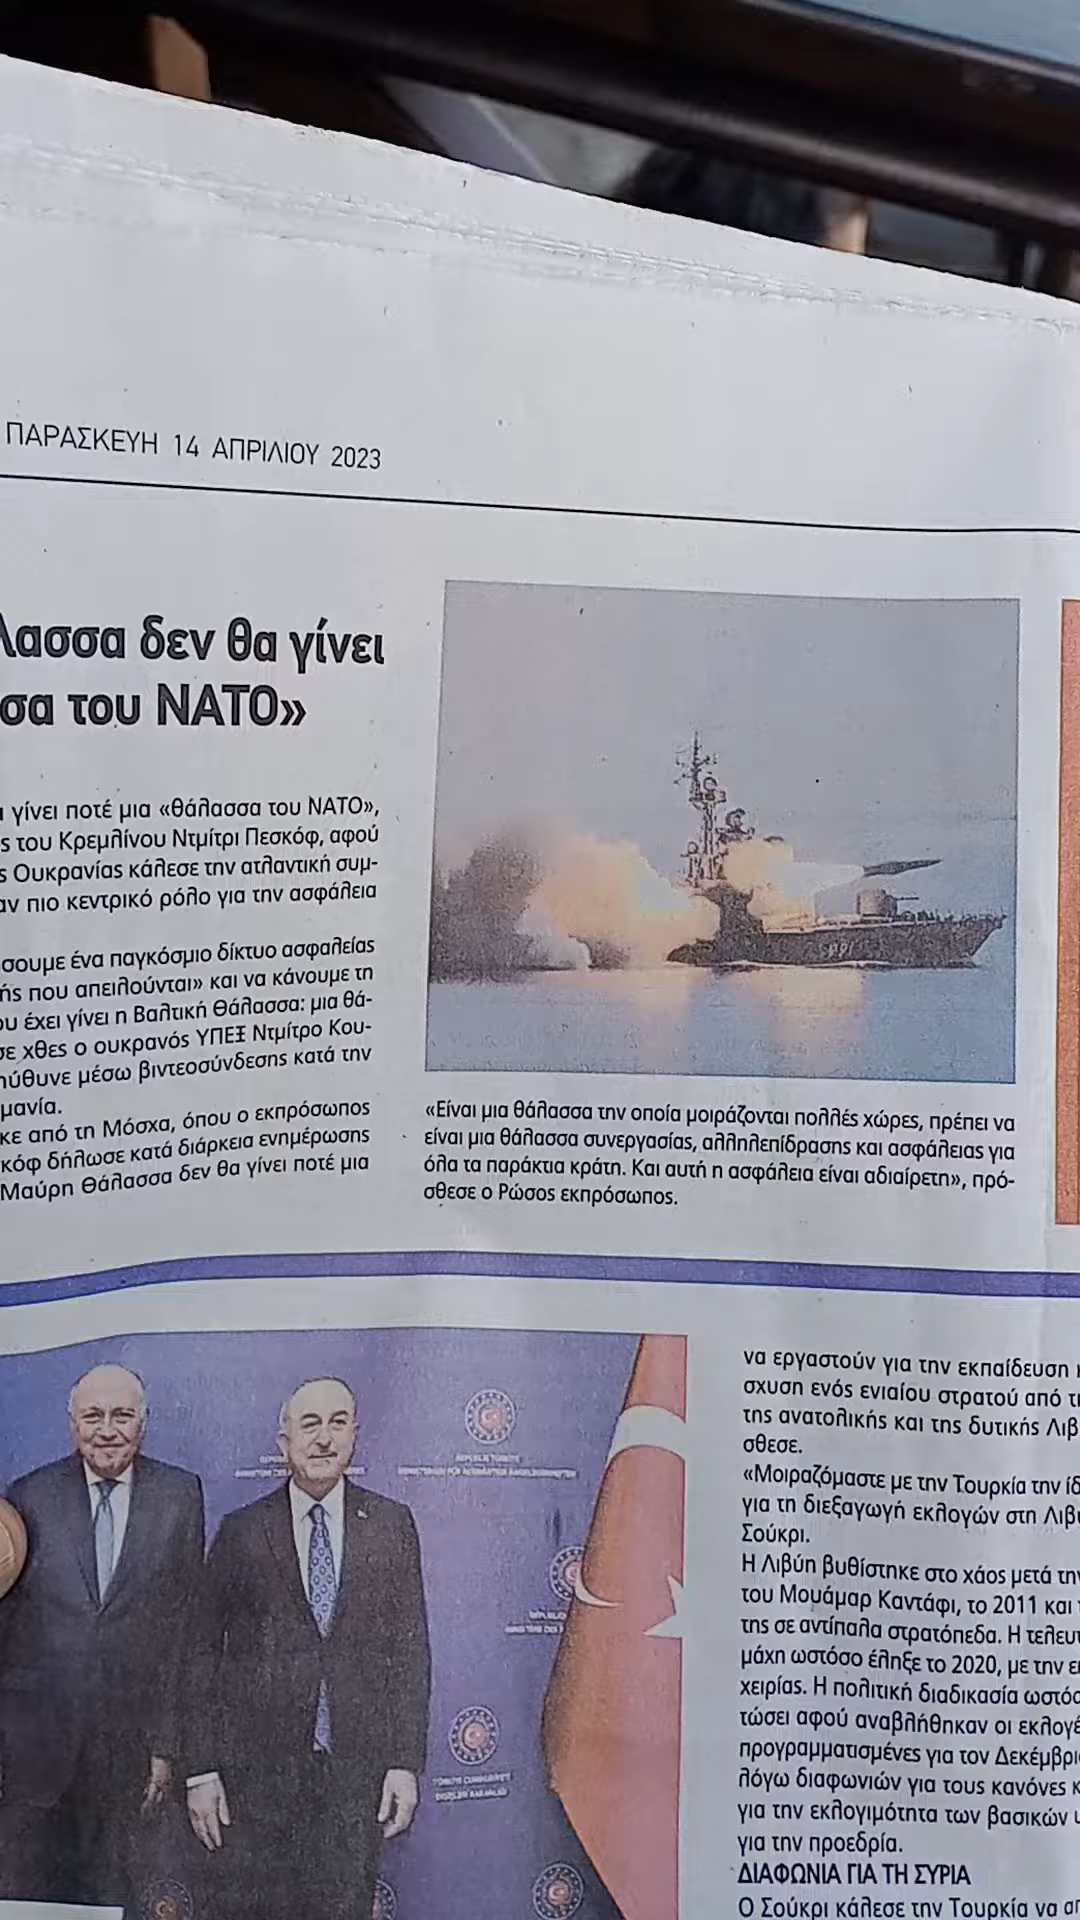 ΠΑΡΑΣΚΕΥΗ 14 ΑΠΡΙΛΙΟΥ 2023
λασσα δεν θα γίνει
σα του ΝΑΤΟ»
ι γίνει ποτέ μια «θάλασσα του ΝΑΤΟ»,
ς του Κρεμλίνου Ντμίτρι Πεσκόφ, αφού
ς Ουκρανίας κάλεσε την ατλαντική συμ-
αν πιο κεντρικό ρόλο για την ασφάλεια
σουμε ένα παγκόσμιο δίκτυο ασφαλείας
ής που απειλούνται» και να κάνουμε τη
ου έχει γίνει η Βαλτική Θάλασσα: μια θά-
σε χθες ο ουκρανός ΥΠΕΞ Ντμίτρο Κου-
ηύθυνε μέσω βιντεοσύνδεσης κατά την
μανία.
κε από τη Μόσχα, όπου ο εκπρόσωπος
κόφ δήλωσε κατά διάρκεια ενημέρωσης
Μαύρη Θάλασσα δεν θα γίνει ποτέ μια
«Είναι μια θάλασσα την οποία μοιράζονται πολλές χώρες, πρέπει να
είναι μια θάλασσα συνεργασίας, αλληλεπίδρασης και ασφάλειας για
όλα τα παράκτια κράτη. Και αυτή η ασφάλεια είναι αδιαίρετη», πρό-
σθεσε ο Ρώσος εκπρόσωπος.
να εργαστούν για την εκπαίδευση κ
σχυση ενός ενιαίου στρατού από τι
της ανατολικής και της δυτικής Λιβ
σθεσε.
«Μοιραζόμαστε με την Τουρκία την ίδ
για τη διεξαγωγή εκλογών στη Λιβύ
Σούκρι.
Η Λιβύη βυθίστηκε στο χάος μετά την
του Μουάμαρ Καντάφι, το 2011 και τ
της σε αντίπαλα στρατόπεδα. Η τελευτ
μάχη ωστόσο έληξε το 2020, με την ε
χειρίας. Η πολιτική διαδικασία ωστόσ
τώσει αφού αναβλήθηκαν οι εκλογέ
προγραμματισμένες για τον Δεκέμβρι
λόγω διαφωνιών για τους κανόνες κ
για την εκλογιμότητα των βασικών υ
για την προεδρία.
ΔΙΑΦΩΝΙΑ ΓΙΑ ΤΗ ΣΥΡΙΑ
Ο Σούκρι κάλεσε την Τουρκία να απ